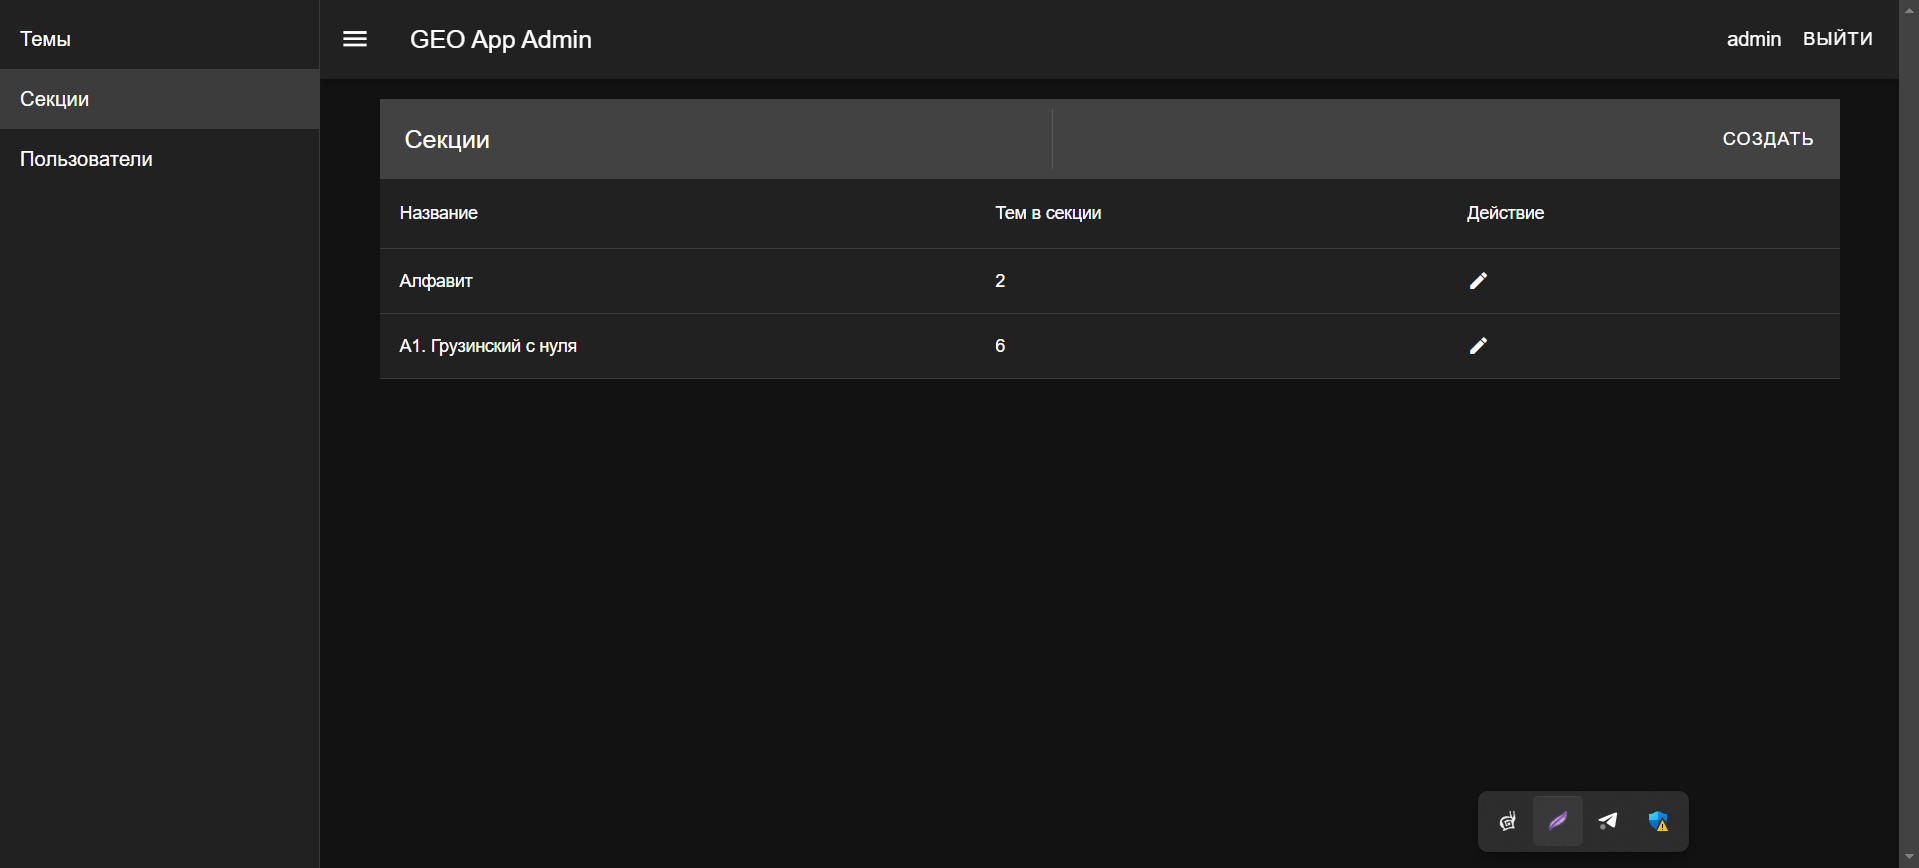 Темы
Секции
Пользователи
GEO App Admin
admin ВЫЙТИ
Секции
СОЗДАТЬ
Название Тем в секции Действие
Алфавит 2
А1. Грузинский с нуля 6